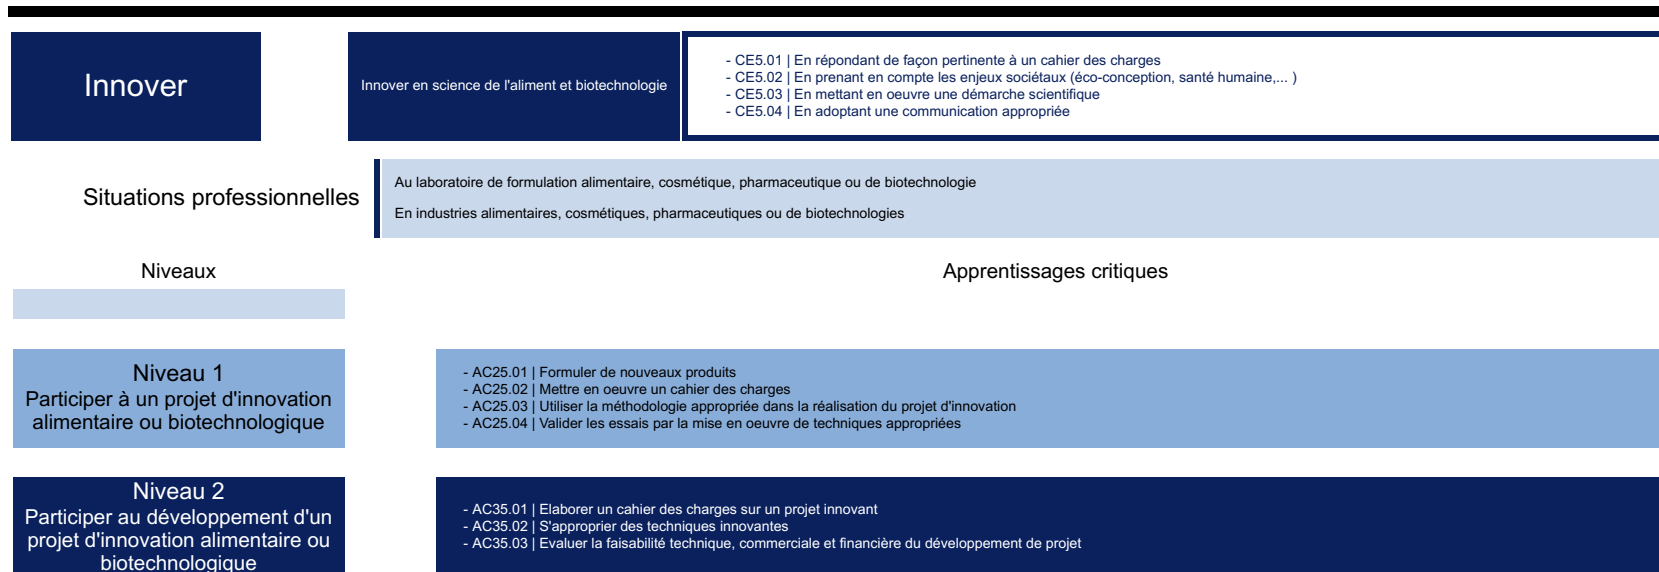 Innover
Innover en science de l'aliment et biotechnologie
- CE5.01 | En répondant de façon pertinente à un cahier des charges
- CE5.02 | En prenant en compte les enjeux sociétaux (éco-conception, santé humaine,... )
- CE5.03 | En mettant en oeuvre une démarche scientifique
- CE5.04 | En adoptant une communication appropriée
Situations professionnelles
Au laboratoire de formulation alimentaire, cosmétique, pharmaceutique ou de biotechnologie
En industries alimentaires, cosmétiques, pharmaceutiques ou de biotechnologies
Niveaux
Apprentissages critiques
Niveau 1
Participer à un projet d'innovation
alimentaire ou biotechnologique
- AC25.01 | Formuler de nouveaux produits
- AC25.02 | Mettre en oeuvre un cahier des charges
- AC25.03 | Utiliser la méthodologie appropriée dans la réalisation du projet d'innovation
- AC25.04 | Valider les essais par la mise en oeuvre de techniques appropriées
Niveau 2
Participer au développement d'un
projet d'innovation alimentaire ou
biotechnologique
- AC35.01 | Elaborer un cahier des charges sur un projet innovant
- AC35.02 | S'approprier des techniques innovantes
- AC35.03 | Evaluer la faisabilité technique, commerciale et financière du développement de projet